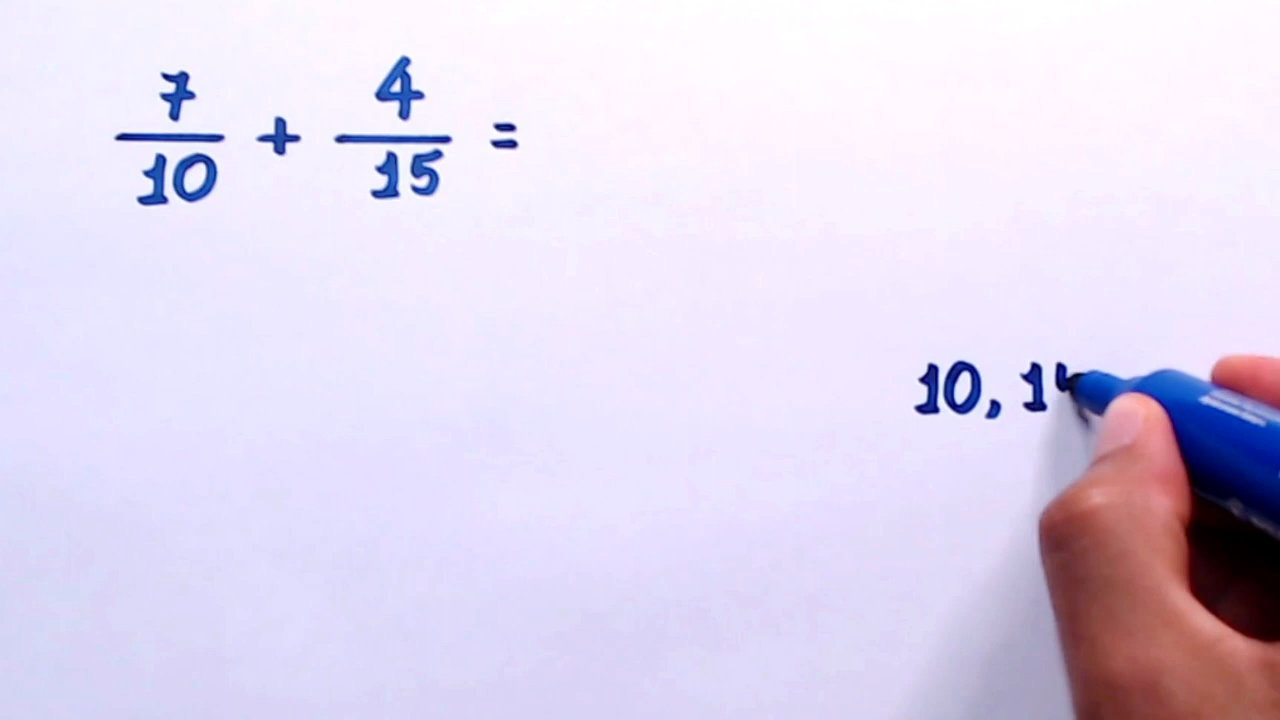 7/10 + 4/15 =
10, 1